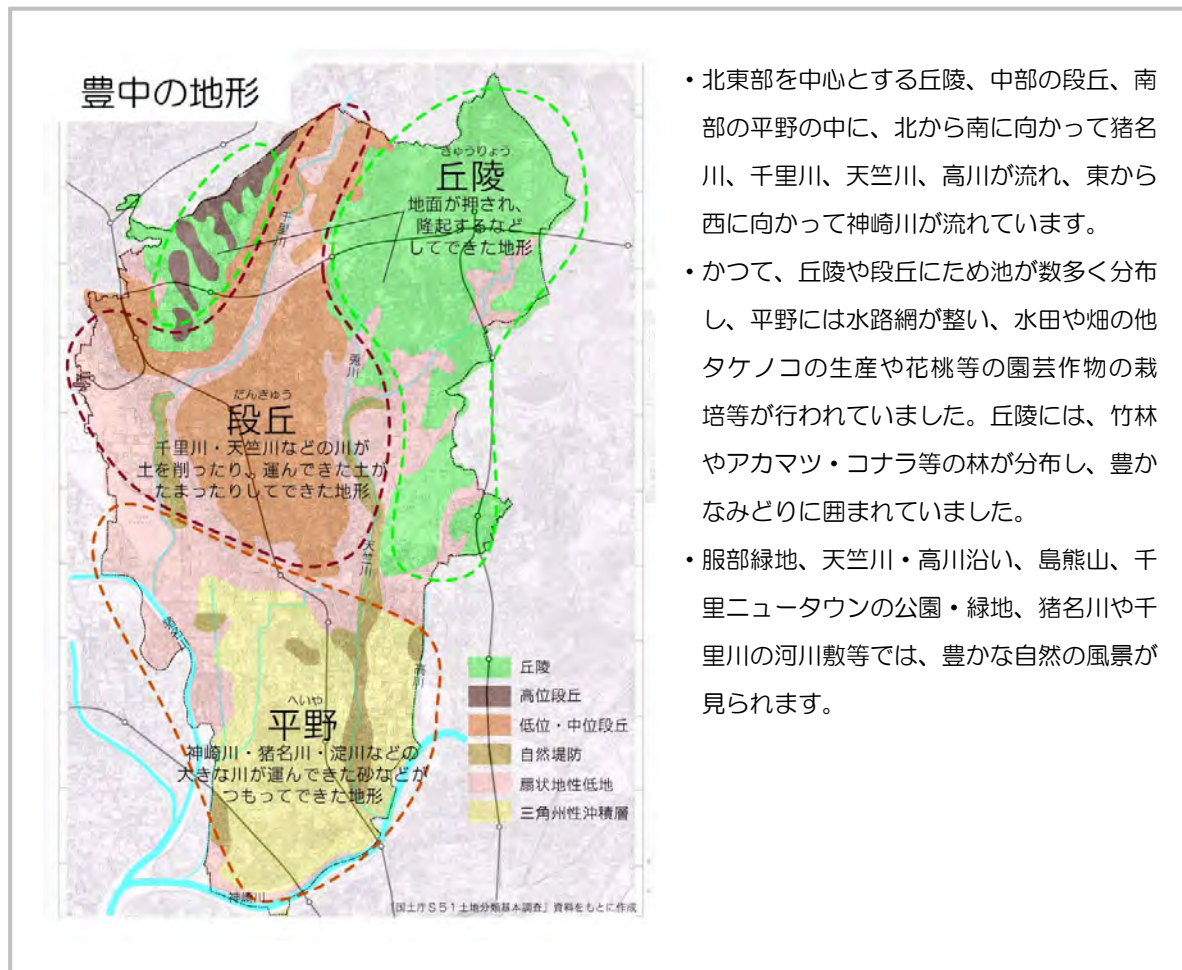 豊中の地形
きゅうりょう
丘陵
地面が押され、
隆起するなど
してできた地形
千里川
兎川
だんきゅう
段丘
千里川・天竺川などの川が
土を削ったり、運んできた土が
たまったりしてできた地形
天竺川
高川
へいや
平野
神崎川・猪名川・淀川などの
大きな川が運んできた砂などが
つもってできた地形
神崎川
丘陵
高位段丘
低位・中位段丘
自然堤防
扇状地性低地
三角州性沖積層
「国土庁S51土地分類基本調査」資料をもとに作成
・北東部を中心とする丘陵、中部の段丘、南
部の平野の中に、北から南に向かって猪名
川、千里川、天竺川、高川が流れ、東から
西に向かって神崎川が流れています。
・かつて、丘陵や段丘にため池が数多く分布
し、平野には水路網が整い、水田や畑の他
タケノコの生産や花桃等の園芸作物の栽
培等が行われていました。丘陵には、竹林
やアカマツ・コナラ等の林が分布し、豊か
なみどりに囲まれていました。
・服部緑地、天竺川・高川沿い、島熊山、千
里ニュータウンの公園・緑地、猪名川や千
里川の河川敷等では、豊かな自然の風景が
見られます。